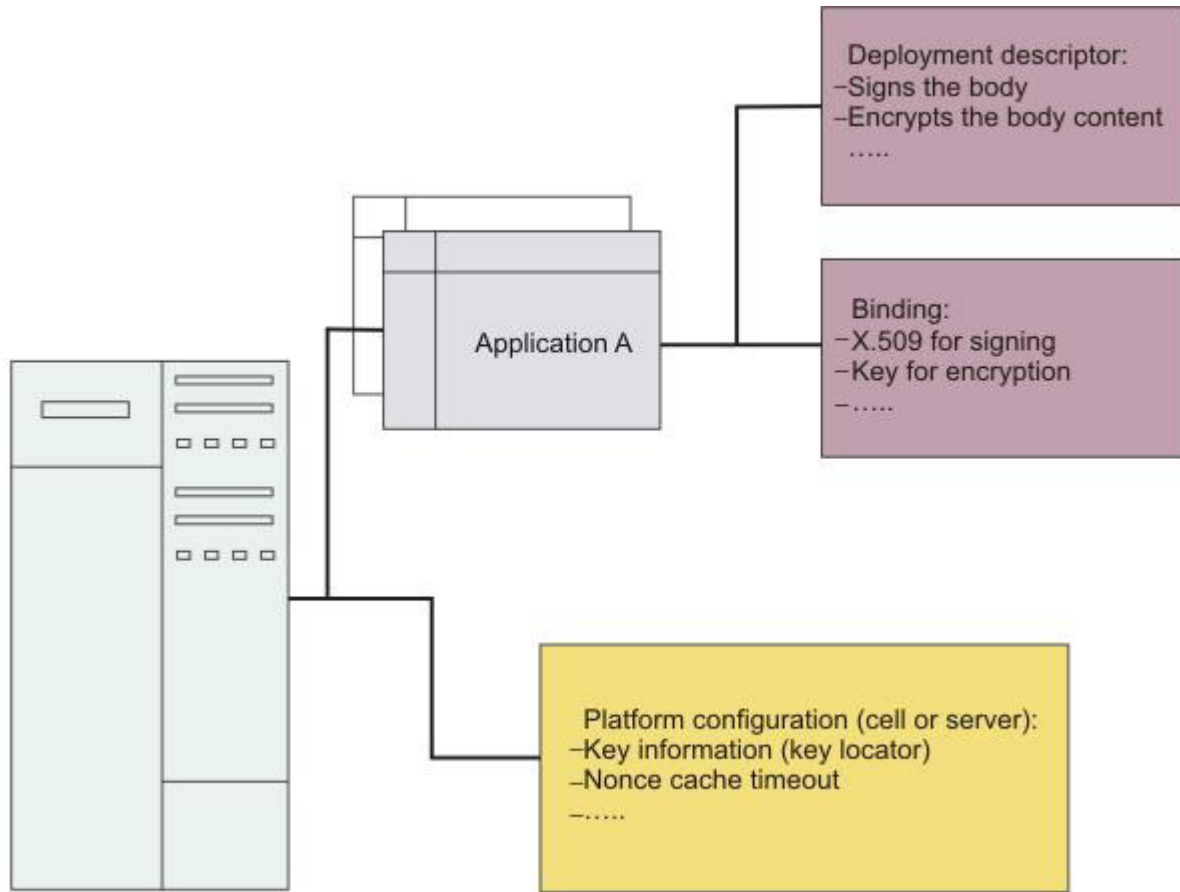 Deployment descriptor:
–Signs the body
–Encrypts the body content
…..
Application A
Binding:
–X.509 for signing
–Key for encryption
–…..
Platform configuration (cell or server):
–Key information (key locator)
–Nonce cache timeout
–…..